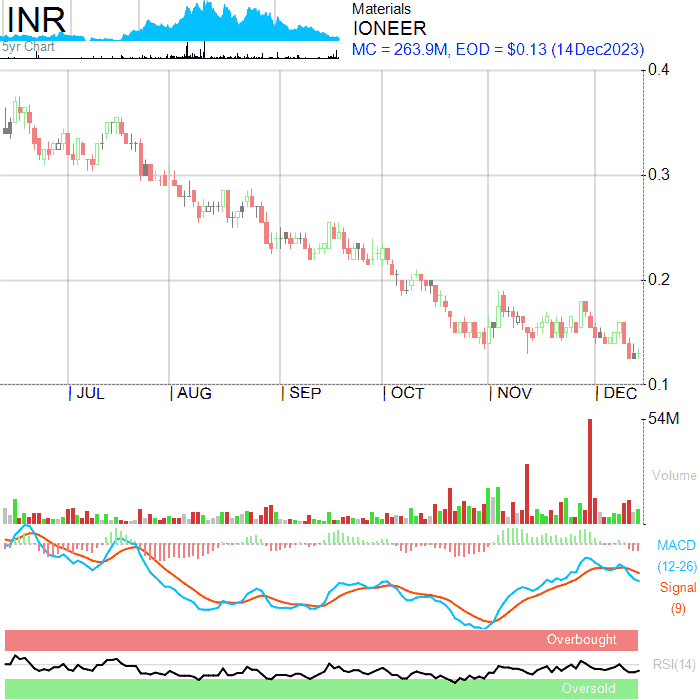 INR
5yr Chart
Materials
IONEER
MC = 263.9M, EOD = $0.13 (14Dec2023)
0.4
0.3
0.2
0.1
JUL
AUG
SEP
OCT
NOV
DEC
54M
Volume
MACD
(12-26)
Signal
(9)
Overbought
RSI(14)
Oversold